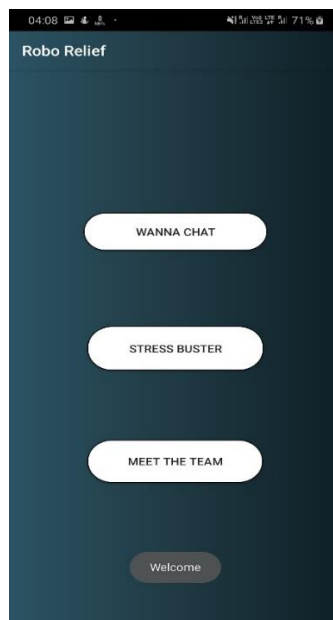 04:08
71%
Robo Relief
WANNA CHAT
STRESS BUSTER
MEET THE TEAM
Welcome